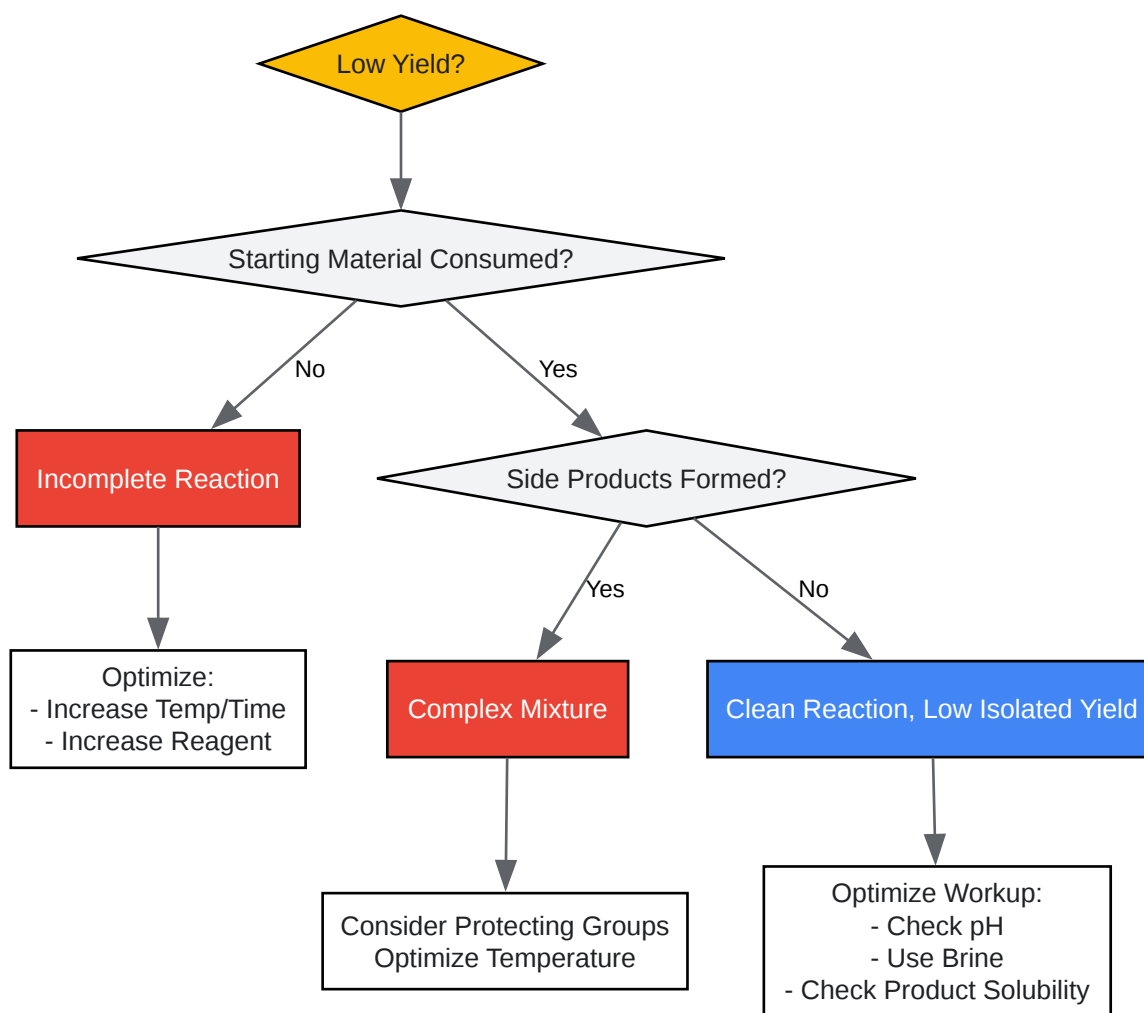 Low Yield?
Starting Material Consumed?
No
Yes
Incomplete Reaction
Side Products Formed?
Yes
No
Optimize:
- Increase Temp/Time
- Increase Reagent
Complex Mixture
Clean Reaction, Low Isolated Yield
Consider Protecting Groups
Optimize Temperature
Optimize Workup:
- Check pH
- Use Brine
- Check Product Solubility